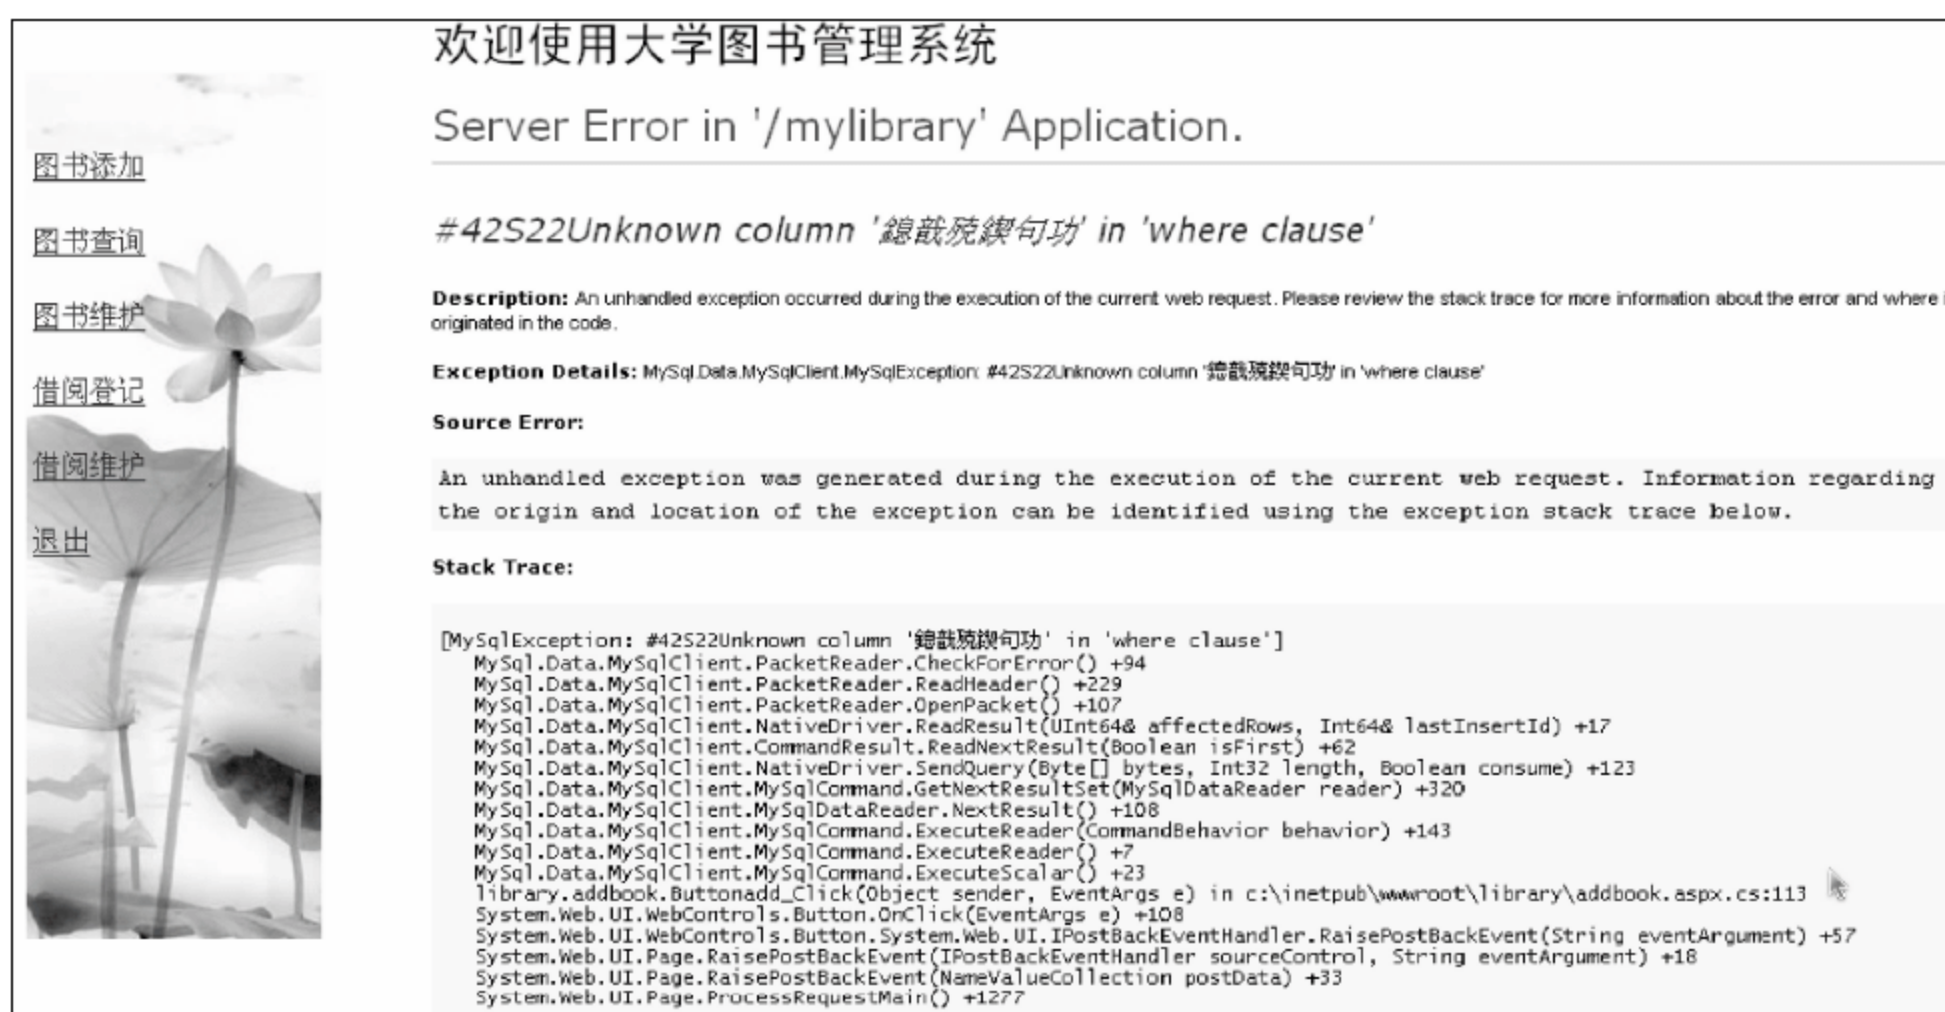 欢迎使用大学图书管理系统
Server Error in '/mylibrary' Application.
图书添加
图书查询
图书维护
借阅登记
借阅维护
退出
#42S22Unknown column '鎴戠殑鍥句功' in 'where clause'
Description: An unhandled exception occurred during the execution of the current web request. Please review the stack trace for more information about the error and where i
originated in the code.
Exception Details: MySql.Data.MySqlClient.MySqlException: #42S22Unknown column '鎴戠殑鍥句功' in 'where clause'
Source Error:
An unhandled exception was generated during the execution of the current web request. Information regarding
the origin and location of the exception can be identified using the exception stack trace below.
Stack Trace:
[MySqlException: #42S22Unknown column '鎴戠殑鍥句功' in 'where clause']
MySql.Data.MySqlClient.PacketReader.CheckForError() +94
MySql.Data.MySqlClient.PacketReader.ReadHeader() +229
MySql.Data.MySqlClient.PacketReader.OpenPacket() +107
MySql.Data.MySqlClient.NativeDriver.ReadResult(UInt64& affectedRows, Int64& lastInsertId) +17
MySql.Data.MySqlClient.CommandResult.ReadNextResult(Boolean isFirst) +62
MySql.Data.MySqlClient.NativeDriver.SendQuery(Byte[] bytes, Int32 length, Boolean consume) +123
MySql.Data.MySqlClient.MySqlCommand.GetNextResultSet(MySqlDataReader reader) +320
MySql.Data.MySqlClient.MySqlDataReader.NextResult() +108
MySql.Data.MySqlClient.MySqlCommand.ExecuteReader(CommandBehavior behavior) +143
MySql.Data.MySqlClient.MySqlCommand.ExecuteReader() +7
MySql.Data.MySqlClient.MySqlCommand.ExecuteScalar() +23
library.addbook.Buttonadd_Click(Object sender, EventArgs e) in c:\inetpub\wwwroot\library\addbook.aspx.cs:113
System.Web.UI.WebControls.Button.OnClick(EventArgs e) +108
System.Web.UI.WebControls.Button.System.Web.UI.IPostBackEventHandler.RaisePostBackEvent(String eventArgument) +57
System.Web.UI.Page.RaisePostBackEvent(IPostBackEventHandler sourceControl, String eventArgument) +18
System.Web.UI.Page.RaisePostBackEvent(NameValueCollection postData) +33
System.Web.UI.Page.ProcessRequestMain() +1277